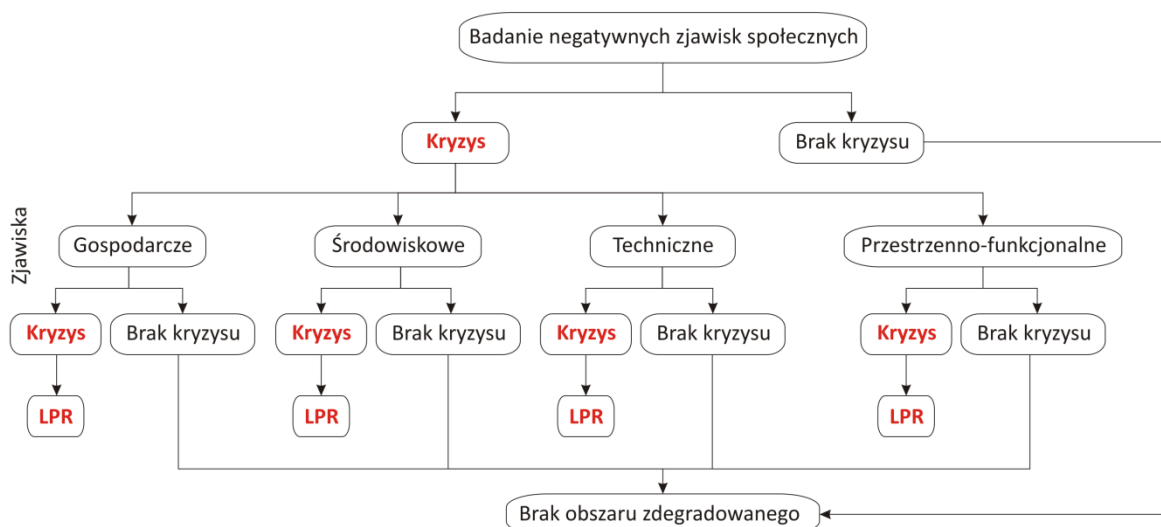 Badanie negatywnych zjawisk społecznych
Kryzys
Brak kryzysu
Zjawiska
Gospodarcze
Środowiskowe
Techniczne
Przestrzenno-funkcjonalne
Kryzys
Brak kryzysu
Kryzys
Brak kryzysu
Kryzys
Brak kryzysu
Kryzys
Brak kryzysu
LPR
LPR
LPR
LPR
Brak obszaru zdegradowanego